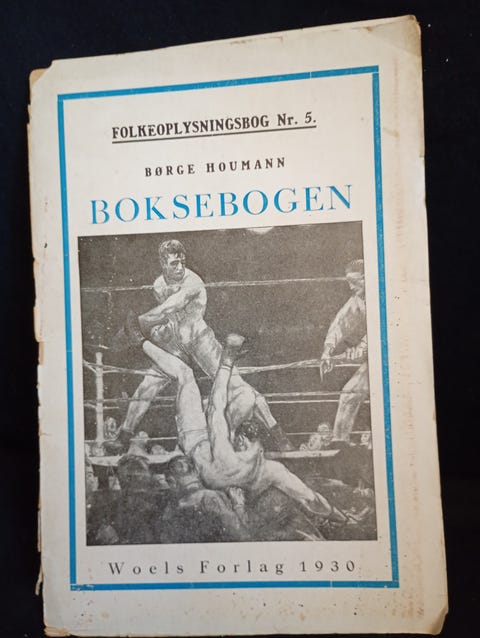 FOLKEOPLYSNINGSBOG Nr. 5.
BØRGE HOUMANN
BOKSEBOGEN
Woels Forlag 1930